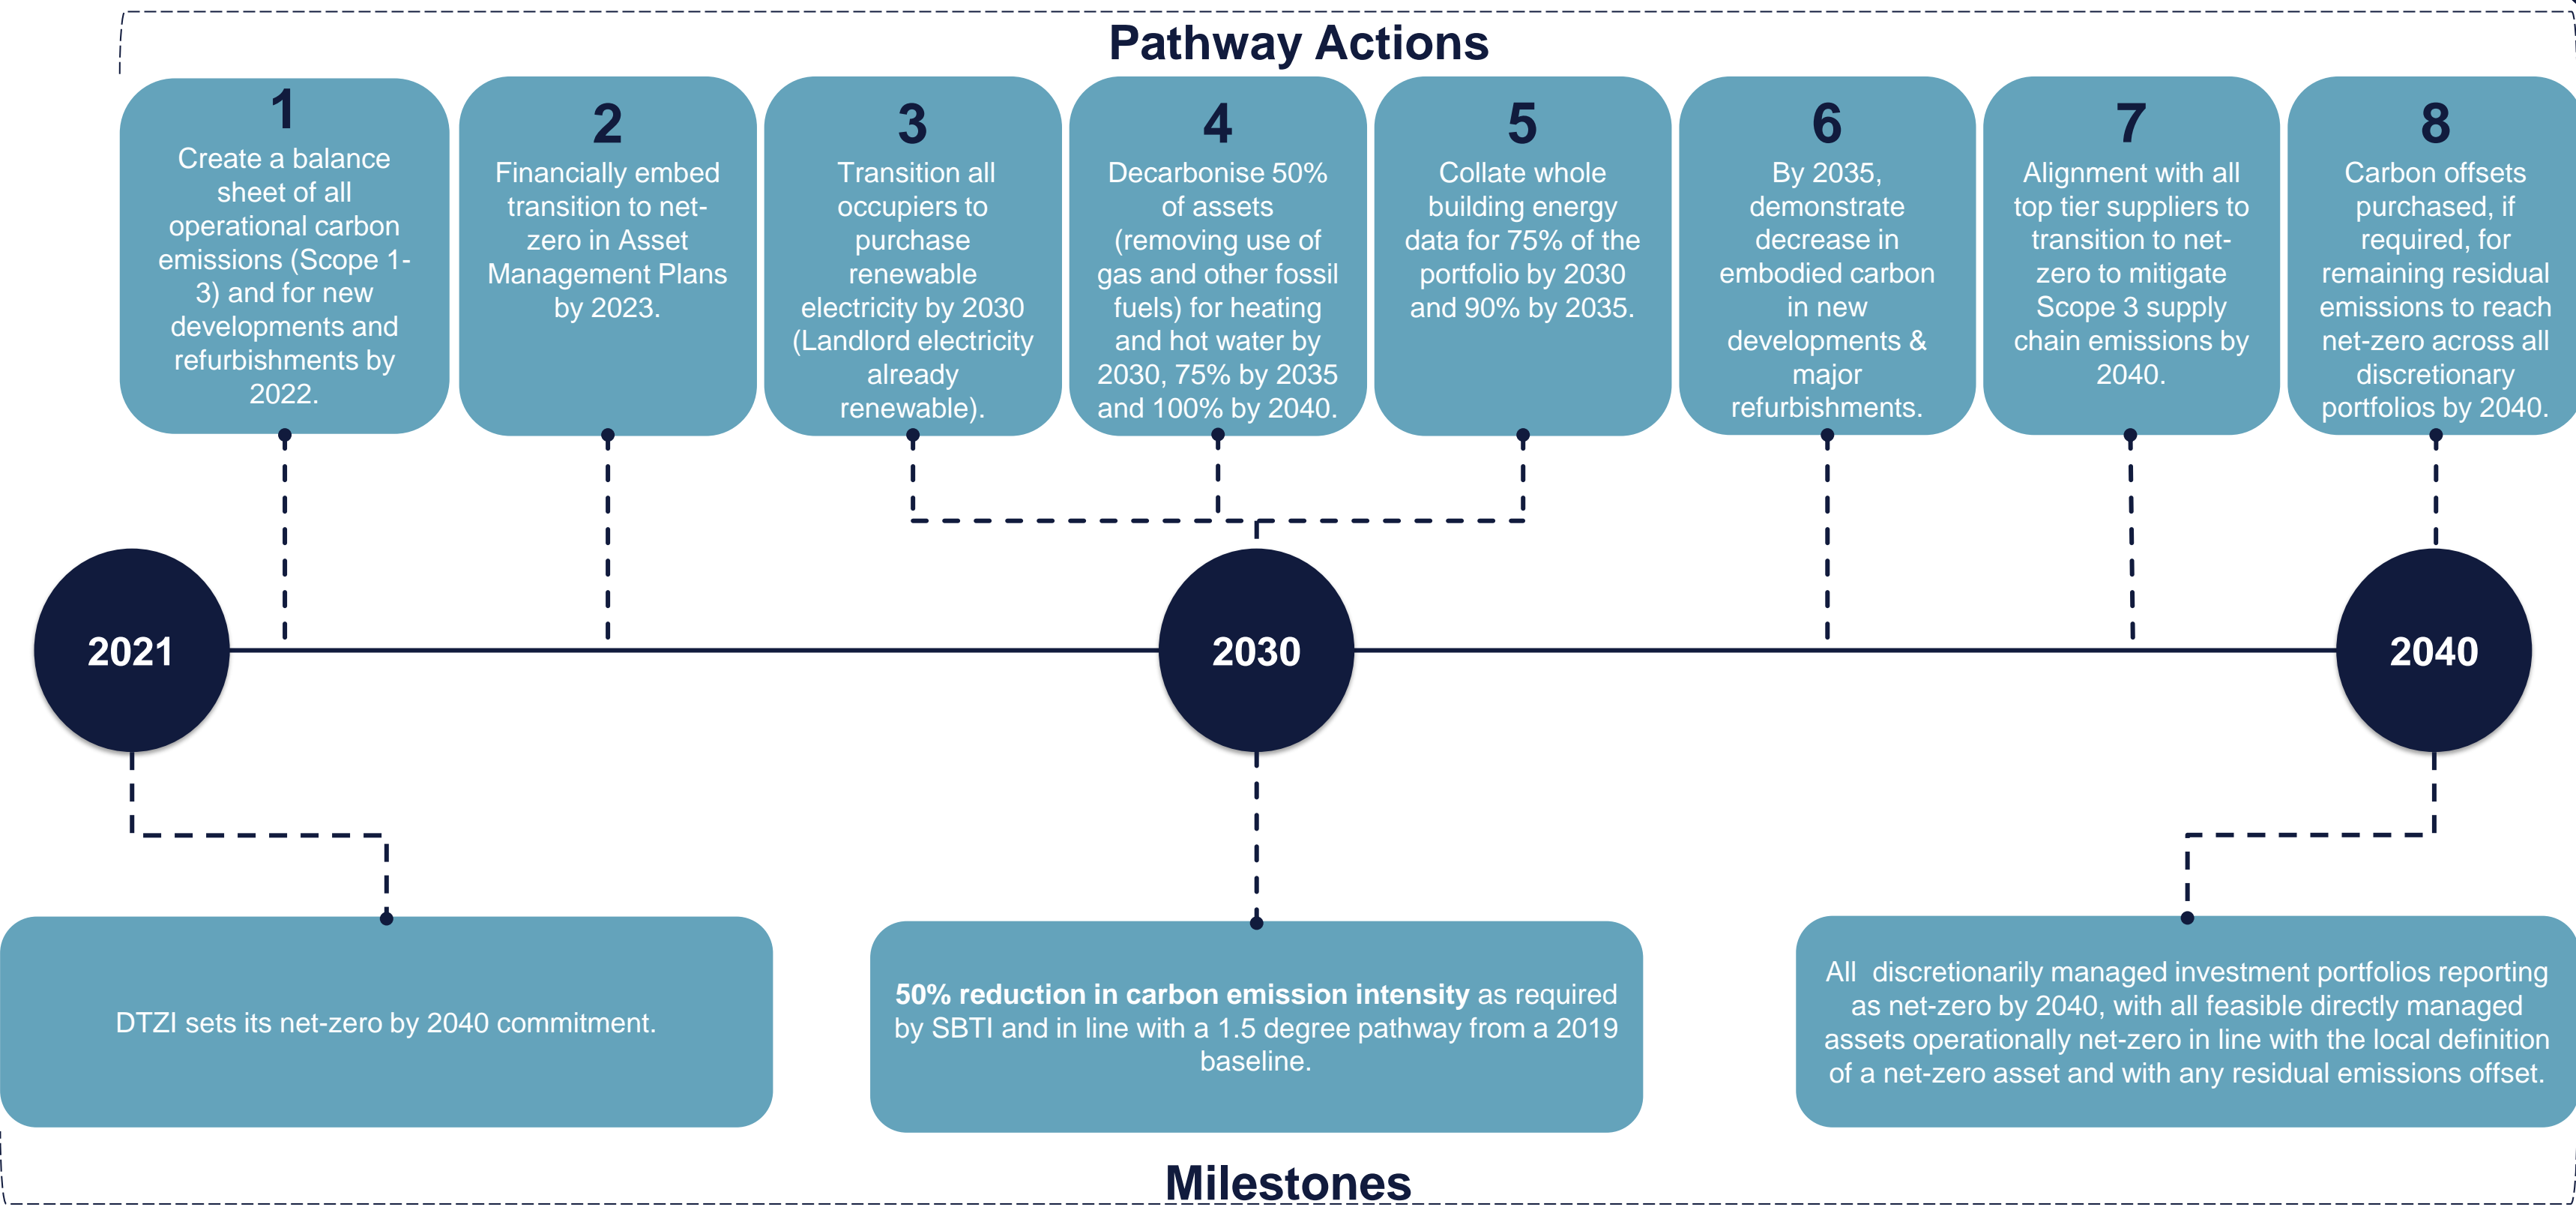 Pathway Actions
1
Create a balance
sheet of all
operational carbon
emissions (Scope 1-
3) and for new
developments and
refurbishments by
2022.
2
Financially embed
transition to net-
zero in Asset
Management Plans
by 2023.
3
Transition all
occupiers to
purchase
renewable
electricity by 2030
(Landlord electricity
already
renewable).
4
Decarbonise 50%
of assets
(removing use of
gas and other fossil
fuels) for heating
and hot water by
2030, 75% by 2035
and 100% by 2040.
5
Collate whole
building energy
data for 75% of the
portfolio by 2030
and 90% by 2035.
6
By 2035,
demonstrate
decrease in
embodied carbon
in new
developments &
major
refurbishments.
7
Alignment with all
top tier suppliers to
transition to net-
zero to mitigate
Scope 3 supply
chain emissions by
2040.
8
Carbon offsets
purchased, if
required, for
remaining residual
emissions to reach
net-zero across all
discretionary
portfolios by 2040.
2021
2030
2040
DTZI sets its net-zero by 2040 commitment.
50% reduction in carbon emission intensity as required
by SBTI and in line with a 1.5 degree pathway from a 2019
baseline.
All discretionarily managed investment portfolios reporting
as net-zero by 2040, with all feasible directly managed
assets operationally net-zero in line with the local definition
of a net-zero asset and with any residual emissions offset.
Milestones